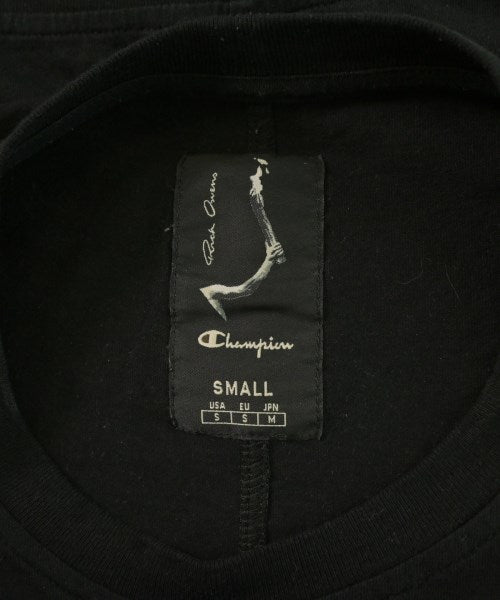 Rick Owens
Champion
SMALL
USA EU JPN
S S M